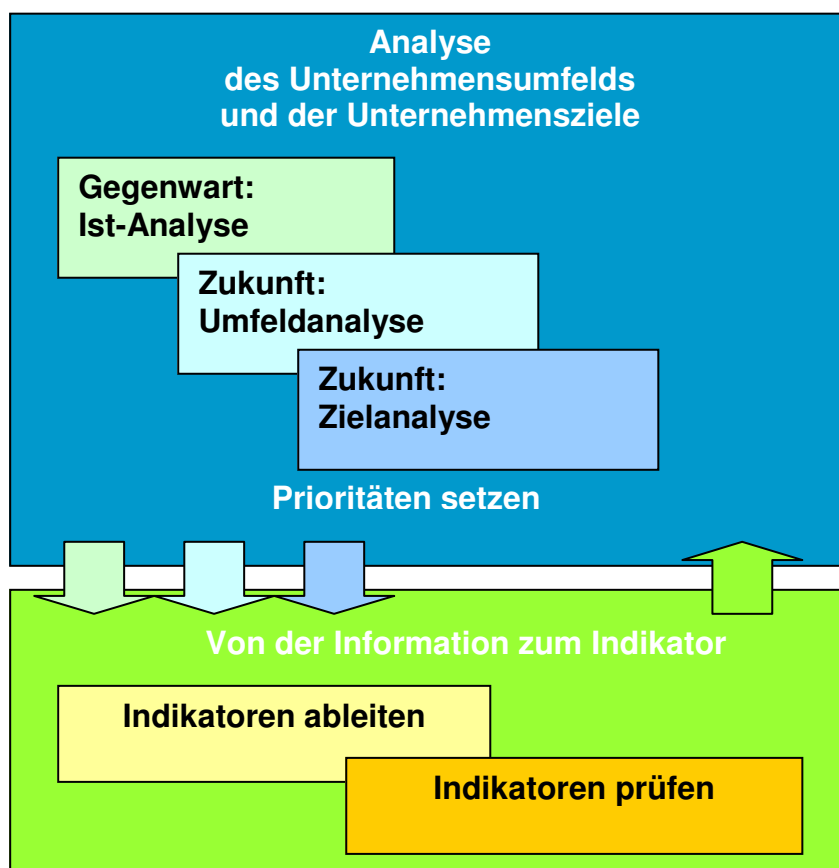 Analyse
des Unternehmensumfelds
und der Unternehmensziele
Gegenwart:
Ist-Analyse
Zukunft:
Umfeldanalyse
Zukunft:
Zielanalyse
Prioritäten setzen
Von der Information zum Indikator
Indikatoren ableiten
Indikatoren prüfen